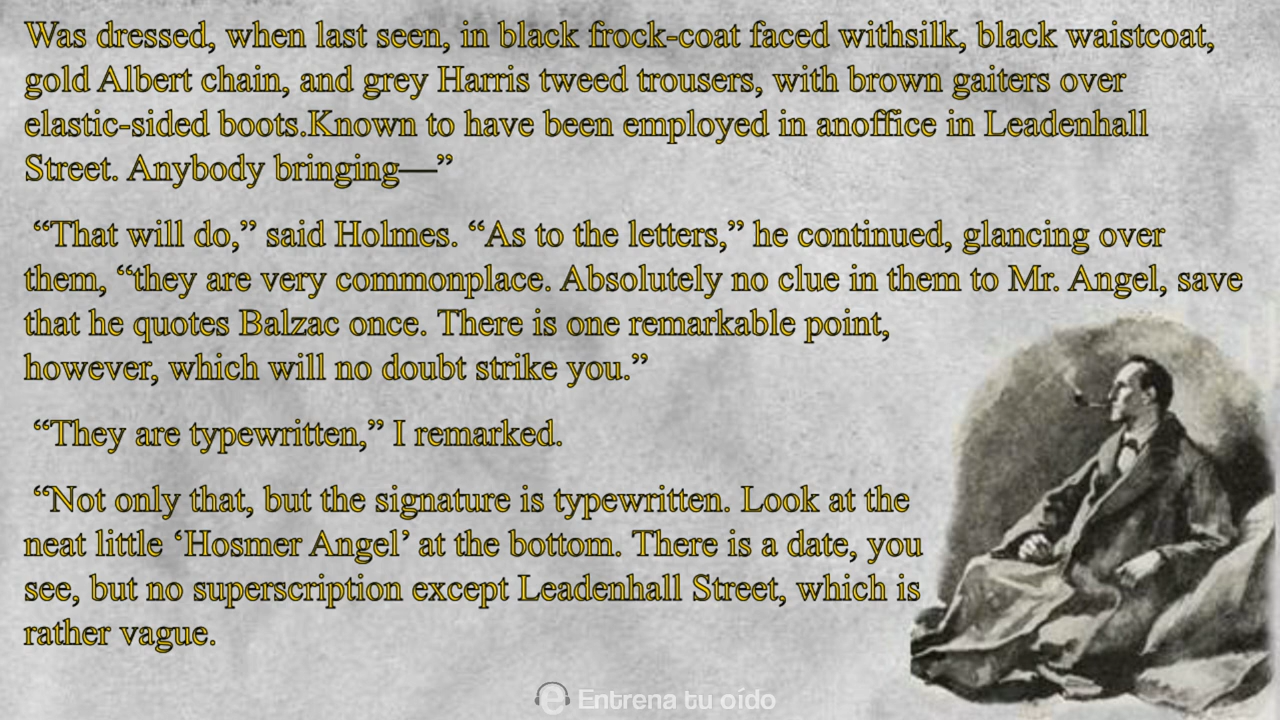 Was dressed, when last seen, in black frock-coat faced withsilk, black waistcoat,
gold Albert chain, and grey Harris tweed trousers, with brown gaiters over
elastic-sided boots.Known to have been employed in anoffice in Leadenhall
Street. Anybody bringing—”
“That will do,” said Holmes. “As to the letters,” he continued, glancing over
them, “they are very commonplace. Absolutely no clue in them to Mr. Angel, save
that he quotes Balzac once. There is one remarkable point,
however, which will no doubt strike you.”
“They are typewritten,” I remarked.
“Not only that, but the signature is typewritten. Look at the
neat little ‘Hosmer Angel’ at the bottom. There is a date, you
see, but no superscription except Leadenhall Street, which is
rather vague.
Entrena tu oído